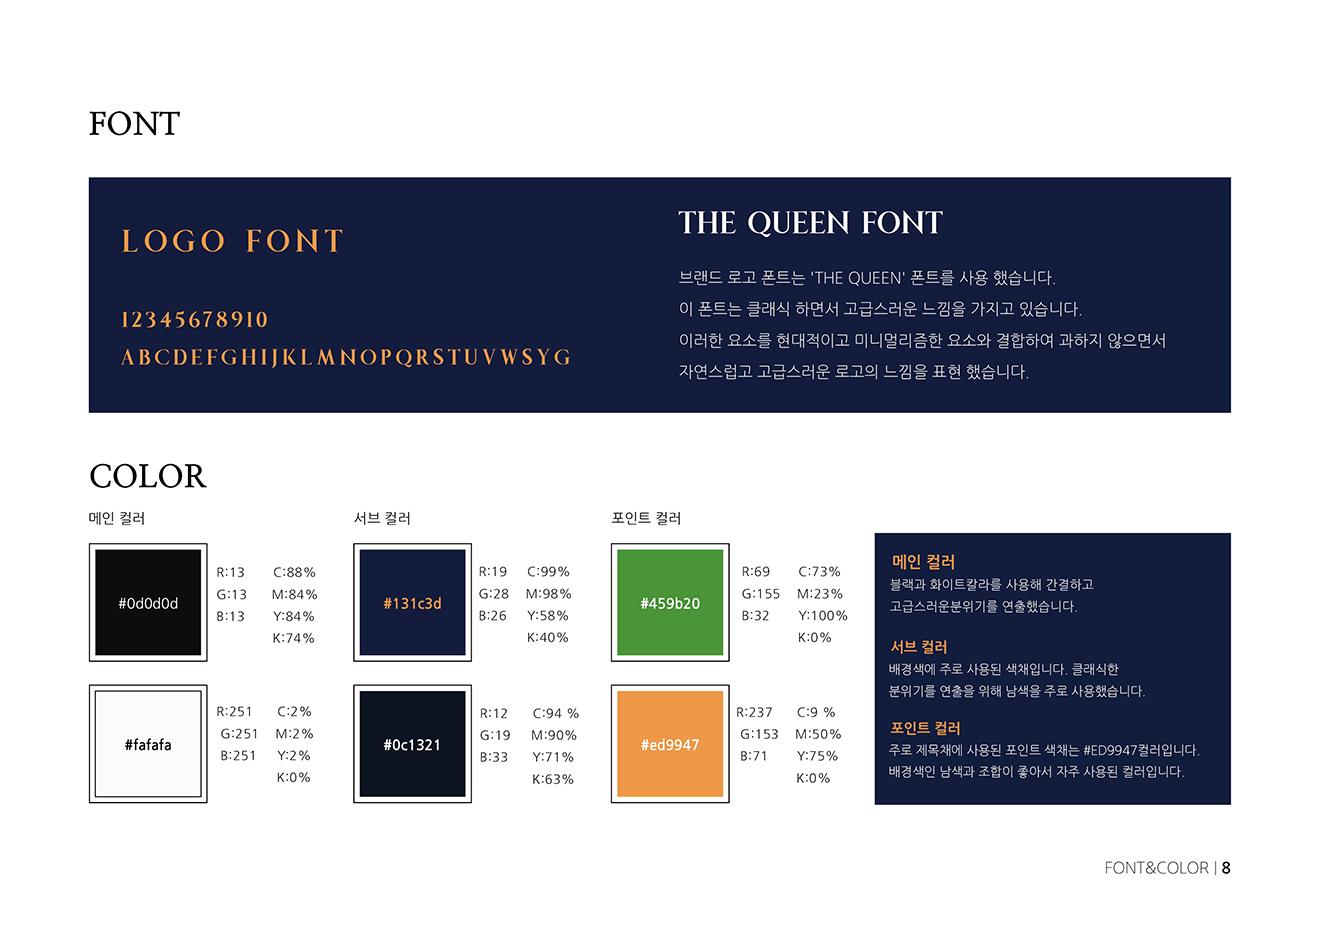 FONT
LOGO FONT
12345678910
ABCDEFGHIJKLMNOPQRSTUVWSYG
THE QUEEN FONT
브랜드 로고 폰트는 'THE QUEEN' 폰트를 사용 했습니다.
이 폰트는 클래식 하면서 고급스러운 느낌을 가지고 있습니다.
이러한 요소를 현대적이고 미니멀리즘한 요소와 결합하여 과하지 않으면서
자연스럽고 고급스러운 로고의 느낌을 표현 했습니다.
COLOR
메인 컬러
#0d0d0d
R:13 C:88%
G:13 M:84%
B:13 Y:84%
K:74%
#fafafa
R:251 C:2%
G:251 M:2%
B:251 Y:2%
K:0%
서브 컬러
#131c3d
R:19 C:99%
G:28 M:98%
B:26 Y:58%
K:40%
#0c1321
R:12 C:94 %
G:19 M:90%
B:33 Y:71%
K:63%
포인트 컬러
#459b20
R:69 C:73%
G:155 M:23%
B:32 Y:100%
K:0%
#ed9947
R:237 C:9 %
G:153 M:50%
B:71 Y:75%
K:0%
메인 컬러
블랙과 화이트칼라를 사용해 간결하고
고급스러운분위기를 연출했습니다.
서브 컬러
배경색에 주로 사용된 색채입니다. 클래식한
분위기를 연출을 위해 남색을 주로 사용했습니다.
포인트 컬러
주로 제목채에 사용된 포인트 색채는 #ED9947컬러입니다.
배경색인 남색과 조합이 좋아서 자주 사용된 컬러입니다.
FONT&COLOR | 8